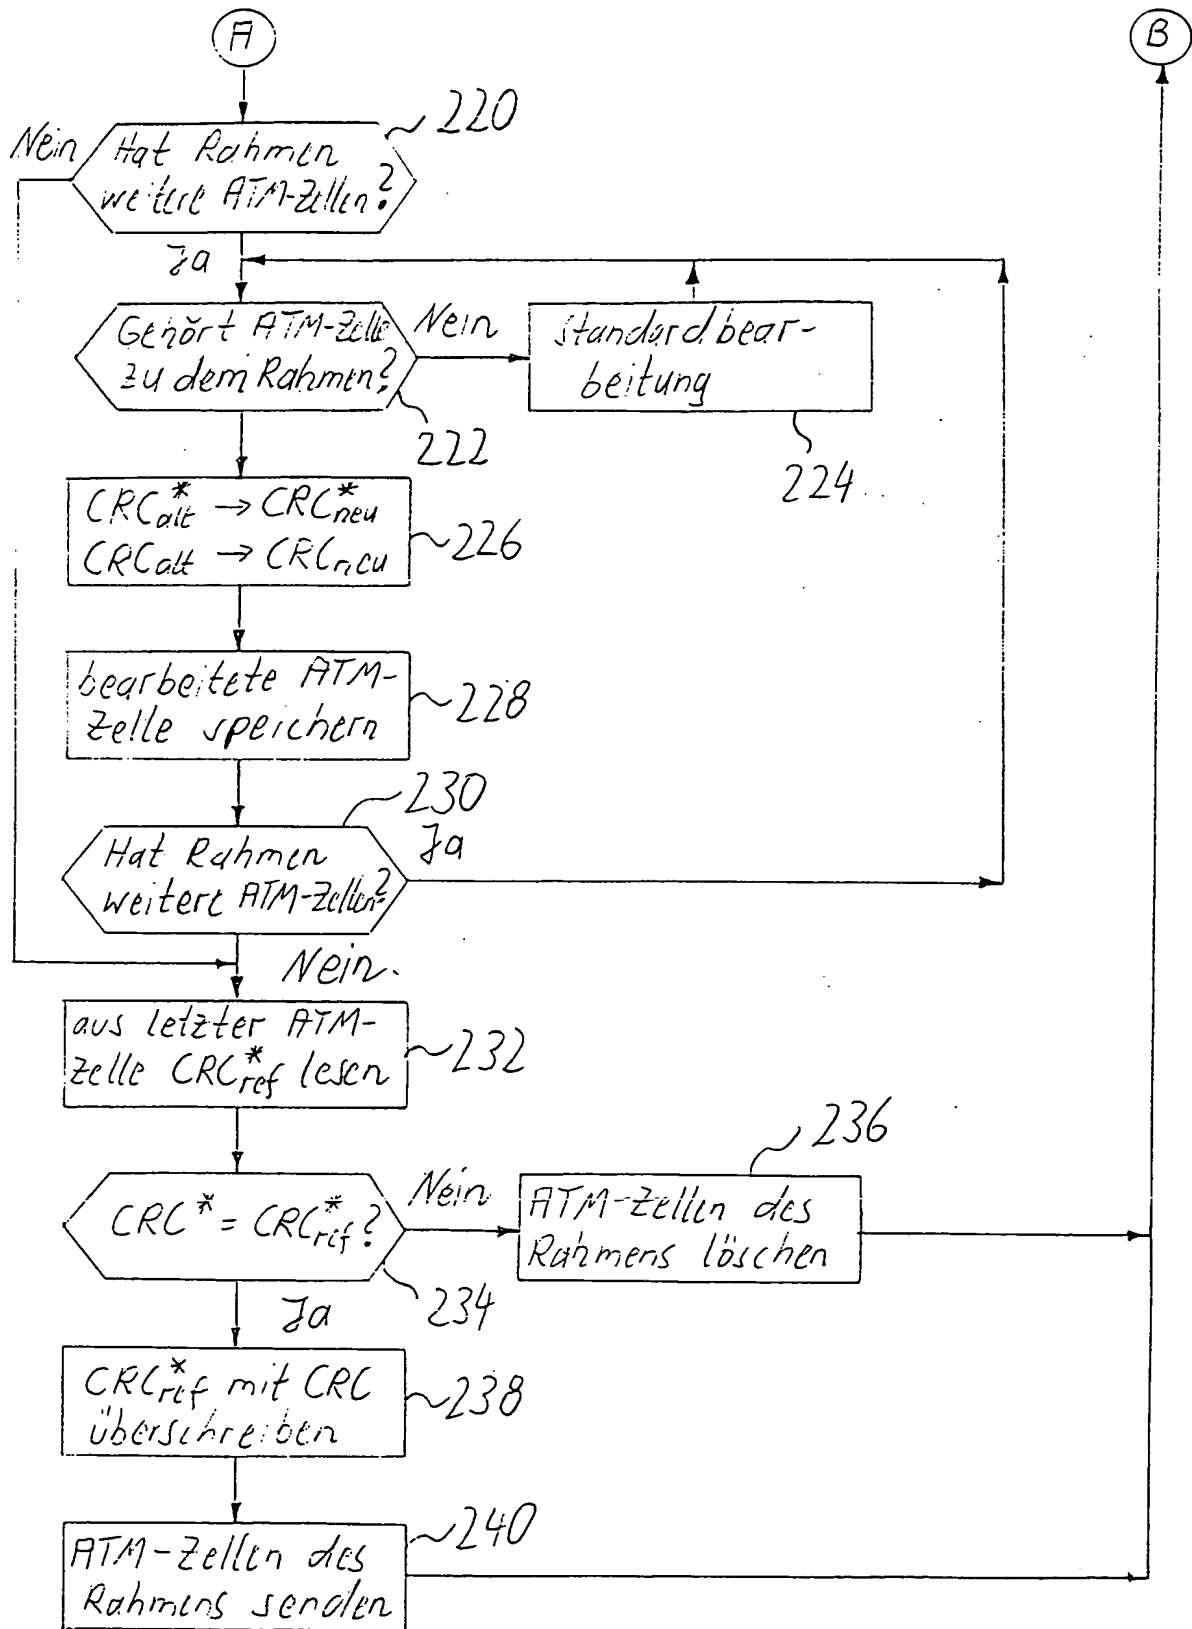 A
B
220
Nein
Hat Rahmen
weitere ATM-Zellen?
Ja
Gehört ATM-Zelle
zu dem Rahmen?
222
Nein
Standardbear-
beitung
224
CRC*alt → CRC*neu
CRCalt → CRCneu
226
bearbeitete ATM-
Zelle speichern
228
230
Hat Rahmen
weitere ATM-Zellen?
Ja
Nein
aus letzter ATM-
Zelle CRC*ref lesen
232
CRC* = CRC*ref?
234
Nein
236
ATM-Zellen des
Rahmens löschen
Ja
CRC*ref mit CRC
überschreiben
238
240
ATM-Zellen des
Rahmens senden